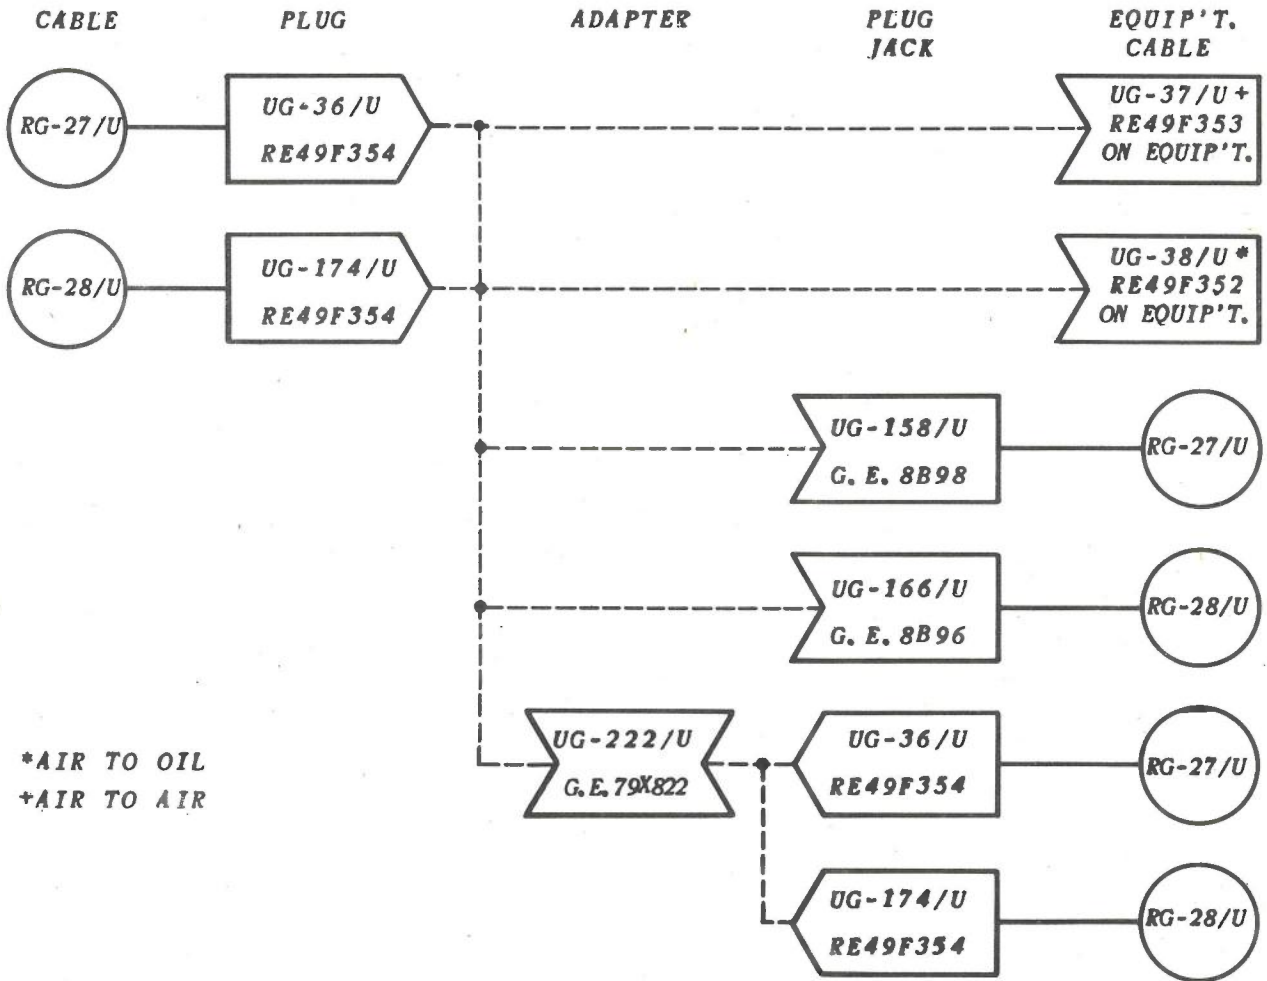 CABLE PLUG ADAPTER PLUG JACK EQUIP'T. CABLE
RG-27/U
UG-36/U
RE49F354
UG-37/U +
RE49F353
ON EQUIP'T.
RG-28/U
UG-174/U
RE49F354
UG-38/U *
RE49F352
ON EQUIP'T.
UG-158/U
G. E. 8B98
RG-27/U
UG-166/U
G. E. 8B96
RG-28/U
UG-222/U
G.E.79X822
UG-36/U
RE49F354
RG-27/U
UG-174/U
RE49F354
RG-28/U
*AIR TO OIL
+AIR TO AIR